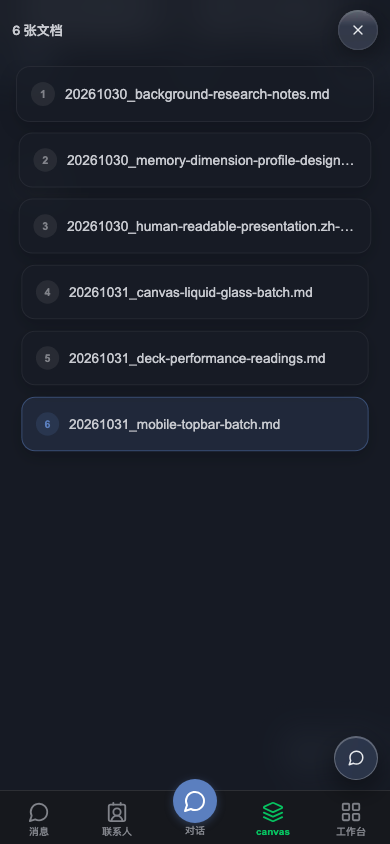 6 张文档
1 20261030_background-research-notes.md
2 20261030_memory-dimension-profile-design...
3 20261030_human-readable-presentation.zh-...
4 20261031_canvas-liquid-glass-batch.md
5 20261031_deck-performance-readings.md
6 20261031_mobile-topbar-batch.md
消息 联系人 对话 canvas 工作台